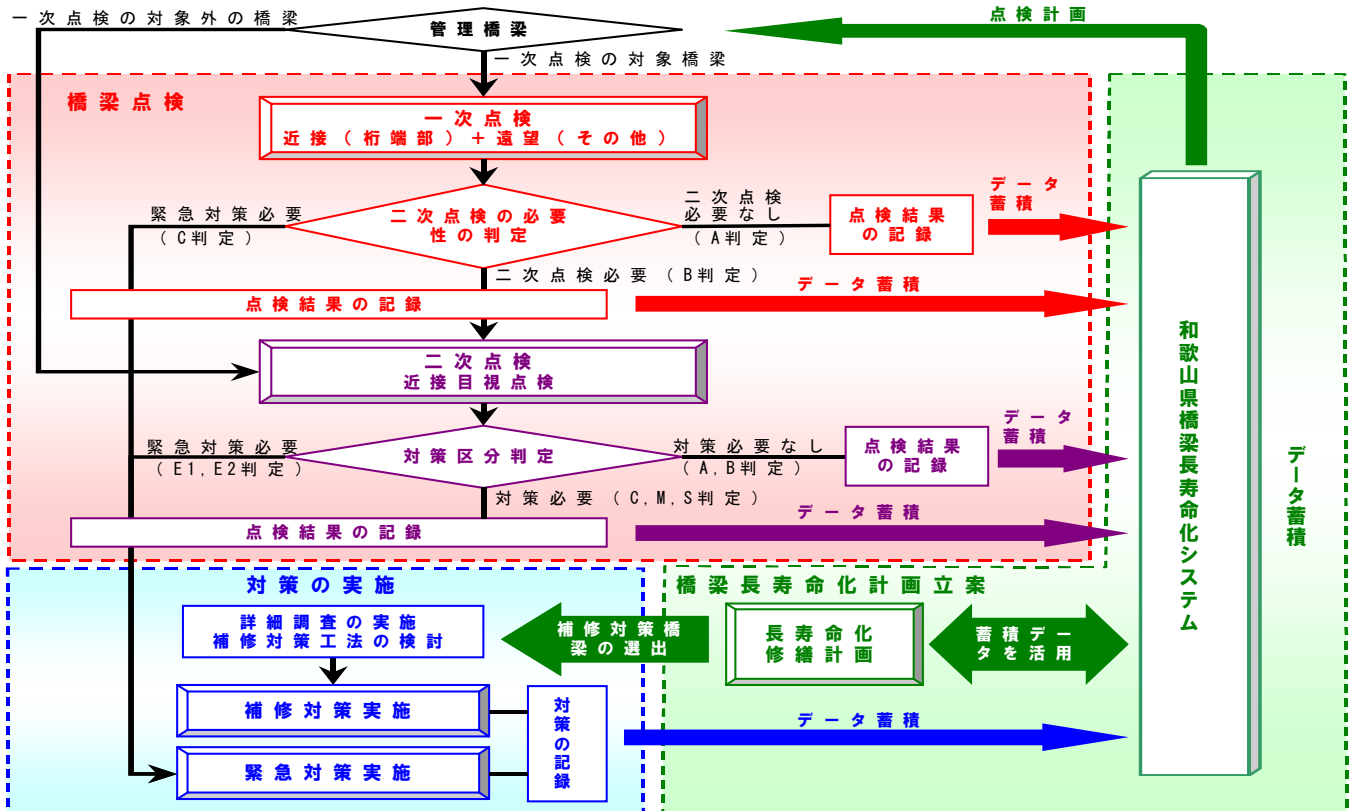 一次点検の対象外の橋梁
管理橋梁
点検計画
一次点検の対象橋梁
橋梁点検
一次点検
近接（桁端部）＋遠望（その他）
緊急対策必要
（C判定）
二次点検の必要
性の判定
二次点検
必要なし
（A判定）
点検結果
の記録
データ
蓄積
二次点検必要（B判定）
点検結果の記録
データ蓄積
二次点検
近接目視点検
緊急対策必要
（E1,E2判定）
対策区分判定
対策必要なし
（A,B判定）
点検結果
の記録
データ
蓄積
対策必要（C,M,S判定）
点検結果の記録
データ蓄積
和歌山県橋梁長寿命化システム
データ蓄積
対策の実施
詳細調査の実施
補修対策工法の検討
補修対策実施
緊急対策実施
対策の記録
橋梁長寿命化計画立案
補修対策橋
梁の選出
長寿命化
修繕計画
蓄積デー
タを活用
データ蓄積